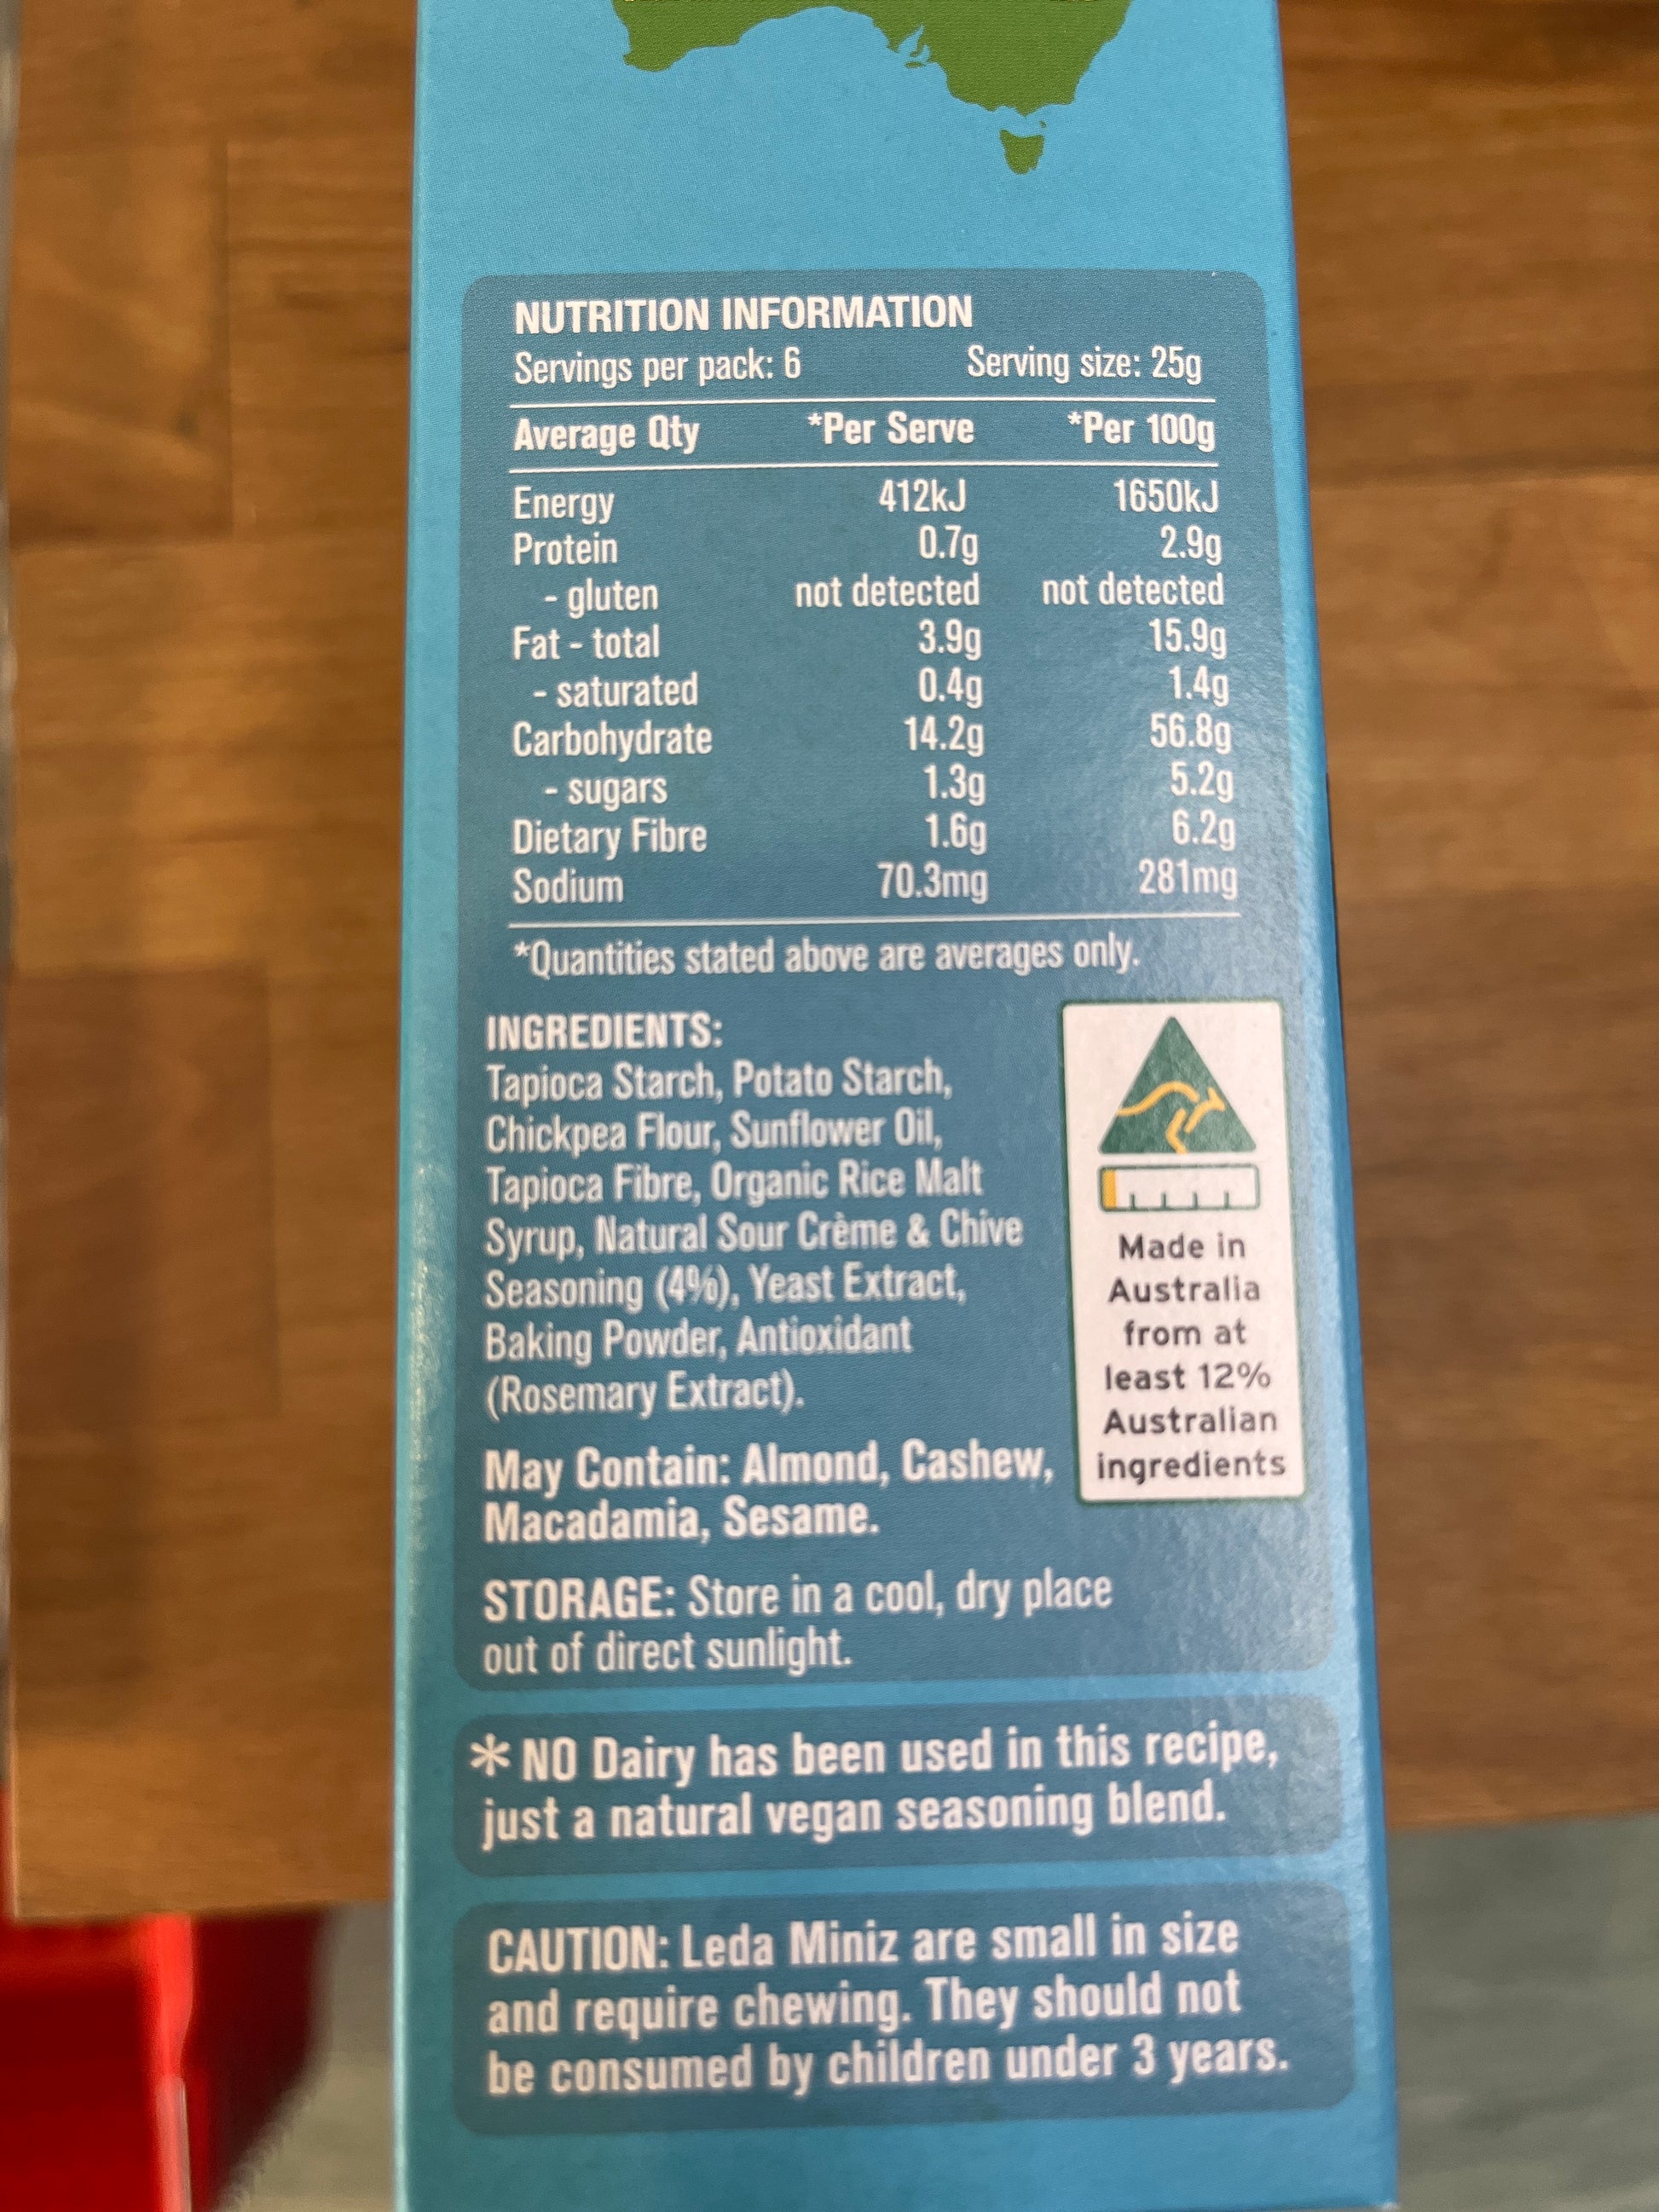 NUTRITION INFORMATION
Servings per pack: 6 Serving size: 25g
Average Qty *Per Serve *Per 100g
Energy 412kJ 1650kJ
Protein 0.7g 2.9g
- gluten not detected not detected
Fat - total 3.9g 15.9g
- saturated 0.4g 1.4g
Carbohydrate 14.2g 56.8g
- sugars 1.3g 5.2g
Dietary Fibre 1.6g 6.2g
Sodium 70.3mg 281mg
*Quantities stated above are averages only.
INGREDIENTS:
Tapioca Starch, Potato Starch,
Chickpea Flour, Sunflower Oil,
Tapioca Fibre, Organic Rice Malt
Syrup, Natural Sour Crème & Chive
Seasoning (4%), Yeast Extract,
Baking Powder, Antioxidant
(Rosemary Extract).
May Contain: Almond, Cashew,
Macadamia, Sesame.
Made in
Australia
from at
least 12%
Australian
ingredients
STORAGE: Store in a cool, dry place
out of direct sunlight.
* NO Dairy has been used in this recipe,
just a natural vegan seasoning blend.
CAUTION: Leda Miniz are small in size
and require chewing. They should not
be consumed by children under 3 years.